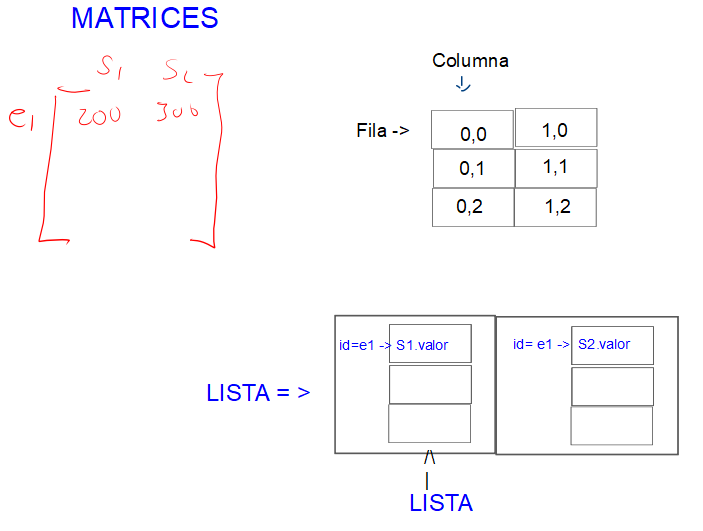 MATRICES
S1 S2
e1 200 300
Columna
Fila ->
0,0 1,0
0,1 1,1
0,2 1,2
id=e1 -> S1.valor
id= e1 -> S2.valor
LISTA = >
LISTA